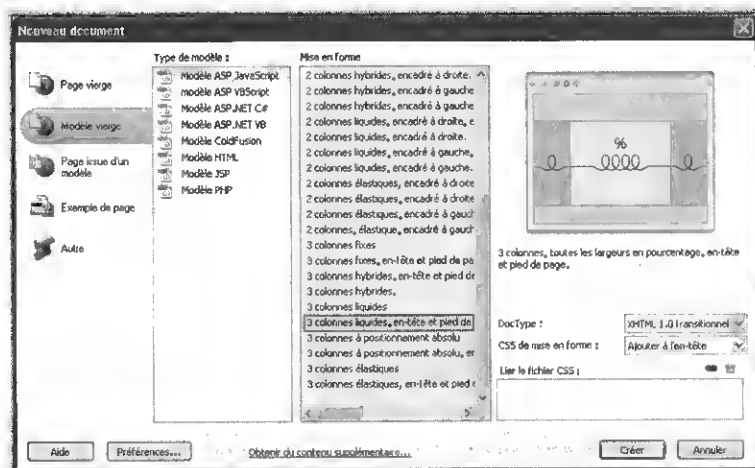 Nouveau document
Page vierge
Modèle vierge
Page issue d'un
modèle
Exemple de page
Autre
Type de modèle :
Modèle ASP JavaScript
modèle ASP VBScript
Modèle ASP.NET C#
Modèle ASP.NET VB
Modèle ColdFusion
Modèle HTML
Modèle JSP
Modèle PHP
Mise en forme
2 colonnes hybrides, encadré à droite.
2 colonnes hybrides, encadré à gauche
2 colonnes hybrides, encadré à gauche
2 colonnes liquides, encadré à droite, e
2 colonnes liquides, encadré à droite.
2 colonnes liquides, encadré à gauche,
2 colonnes liquides, encadré à gauche.
2 colonnes élastiques, encadré à droite
2 colonnes élastiques, encadré à droite
2 colonnes élastiques, encadré à gauct
2 colonnes, élastique, encadré à gauct
3 colonnes fixes
3 colonnes fixes, en-tête et pied de pa
3 colonnes hybrides, en-tête et pied de
3 colonnes hybrides.
3 colonnes liquides
3 colonnes liquides, en-tête et pied de
3 colonnes à positionnement absolu
3 colonnes à positionnement absolu, er
3 colonnes élastiques
3 colonnes élastiques, en-tête et pied c
%
3 colonnes, toutes les largeurs en pourcentage, en-tête
et pied de page.
DocType :
XHTML 1.0 Transitionnel
CSS de mise en forme :
Ajouter à l'en-tête
Lier le fichier CSS :
Aide
Préférences...
Obtenir du contenu supplémentaire...
Créer
Annuler